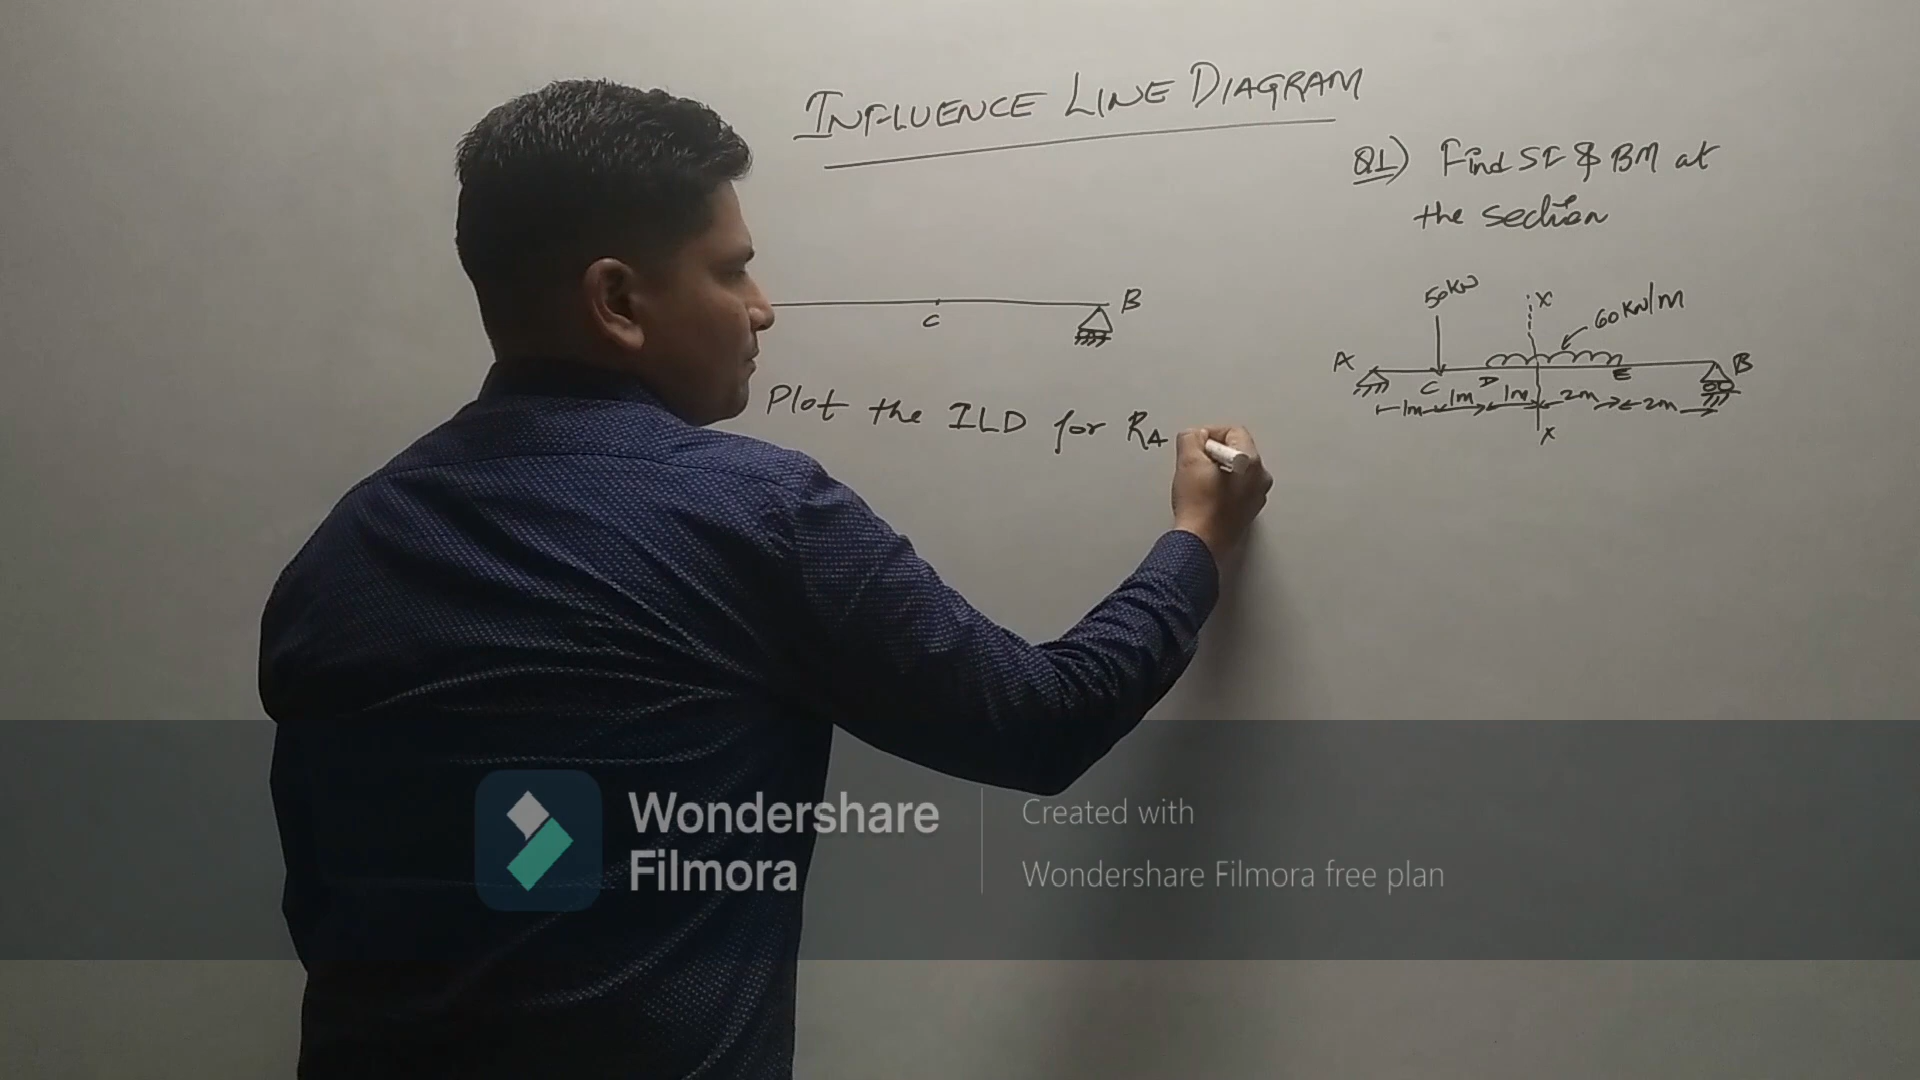 INFLUENCE LINE DIAGRAM
Q1) Find SF & BM at
the section
C
B
Plot the ILD for RA
50KN
X
60KN/M
A
C
D
E
B
1m 1m 1m 2m 2m
X
Wondershare
Filmora
Created with
Wondershare Filmora free plan